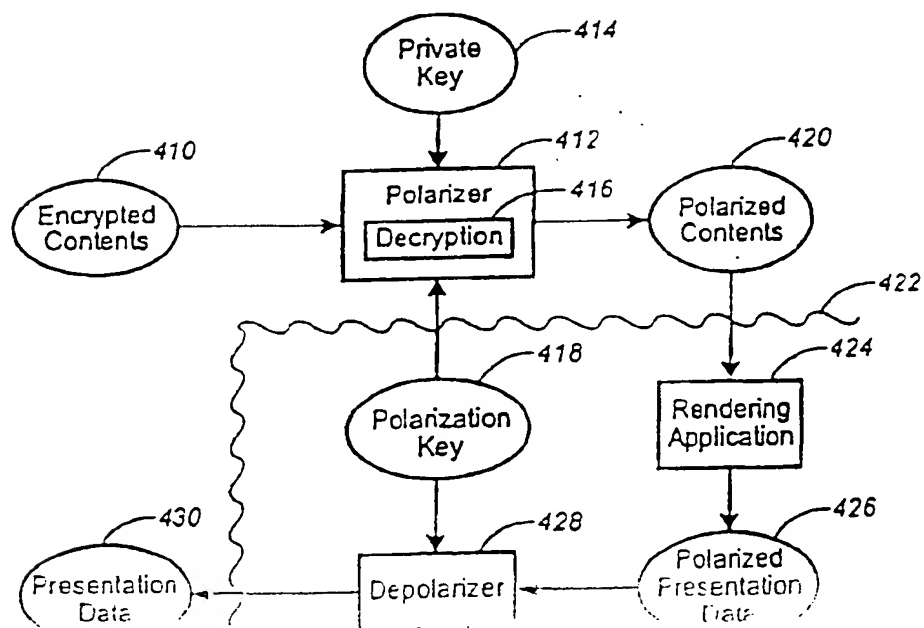 Private
Key
414
410
412
420
Polarizer
416
Encrypted
Contents
Decryption
Polarized
Contents
422
418
424
Polarization
Key
Rendering
Application
430
428
426
Presentation
Data
Depolarizer
Polarized
Presentation
Data